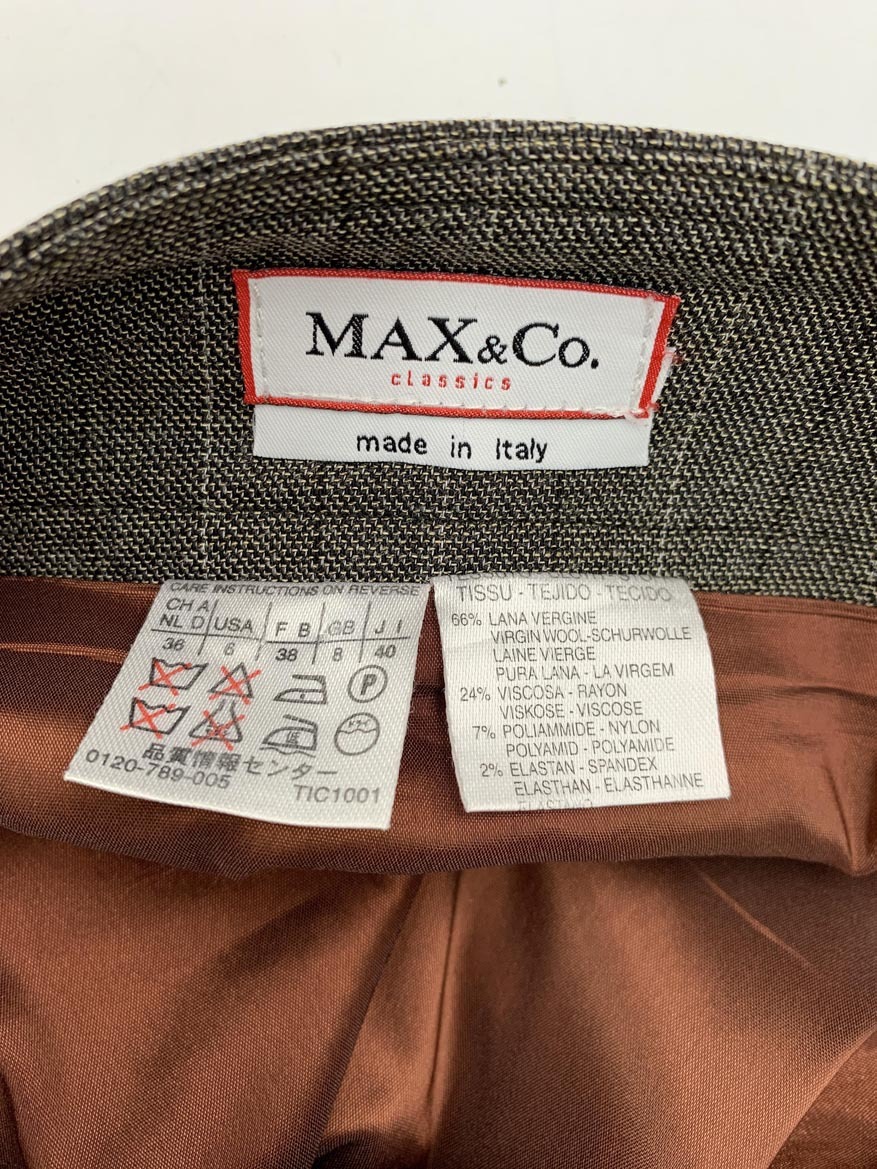 MAX&Co.
classics
made in Italy
CARE INSTRUCTIONS ON REVERSE
CH A
NL D USA F B GB J I
36 6 38 8 40
P
品質情報センター
0120-789-005
TIC1001
TISSU - TEJIDO - TECIDO
66% LANA VERGINE
VIRGIN WOOL-SCHURWOLLE
LAINE VIERGE
PURA LANA - LA VIRGEM
24% VISCOSA - RAYON
VISKOSE - VISCOSE
7% POLIAMMIDE - NYLON
POLYAMID - POLYAMIDE
2% ELASTAN - SPANDEX
ELASTHAN - ELASTHANNE